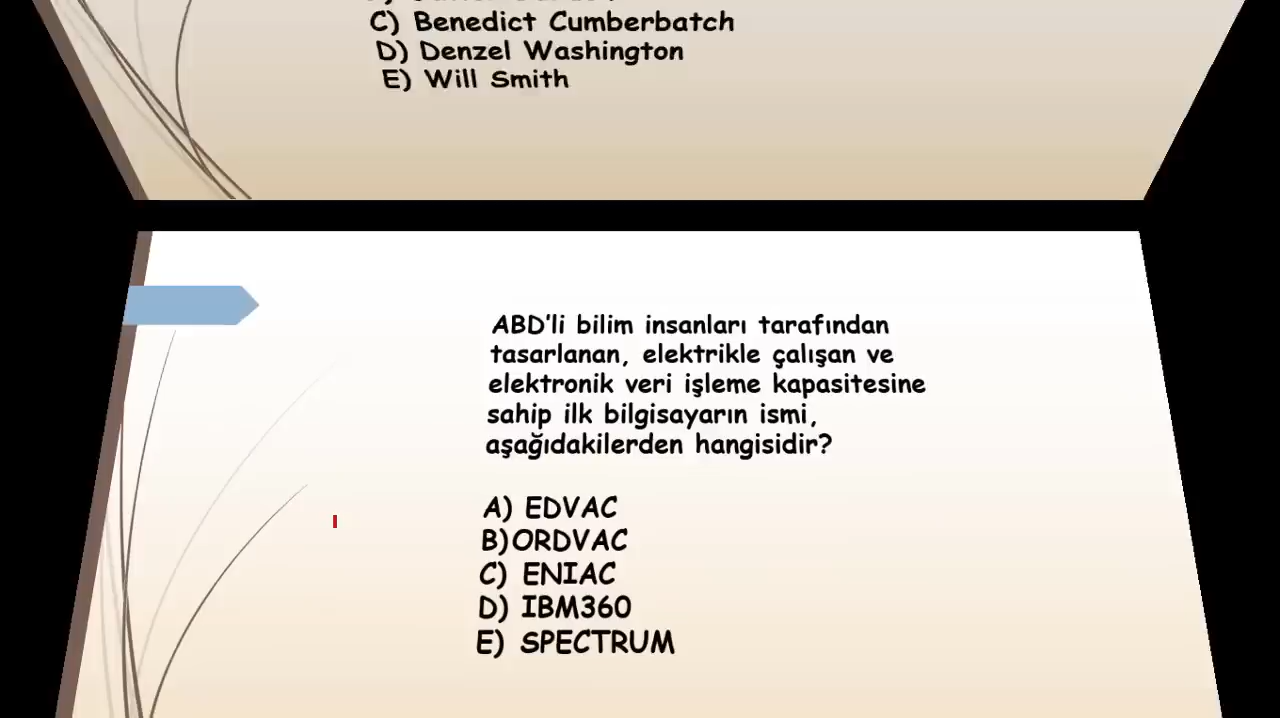 C) Benedict Cumberbatch
D) Denzel Washington
E) Will Smith
ABD'li bilim insanları tarafından
tasarlanan, elektrikle çalışan ve
elektronik veri işleme kapasitesine
sahip ilk bilgisayarın ismi,
aşağıdakilerden hangisidir?
A) EDVAC
B)ORDVAC
C) ENIAC
D) IBM360
E) SPECTRUM